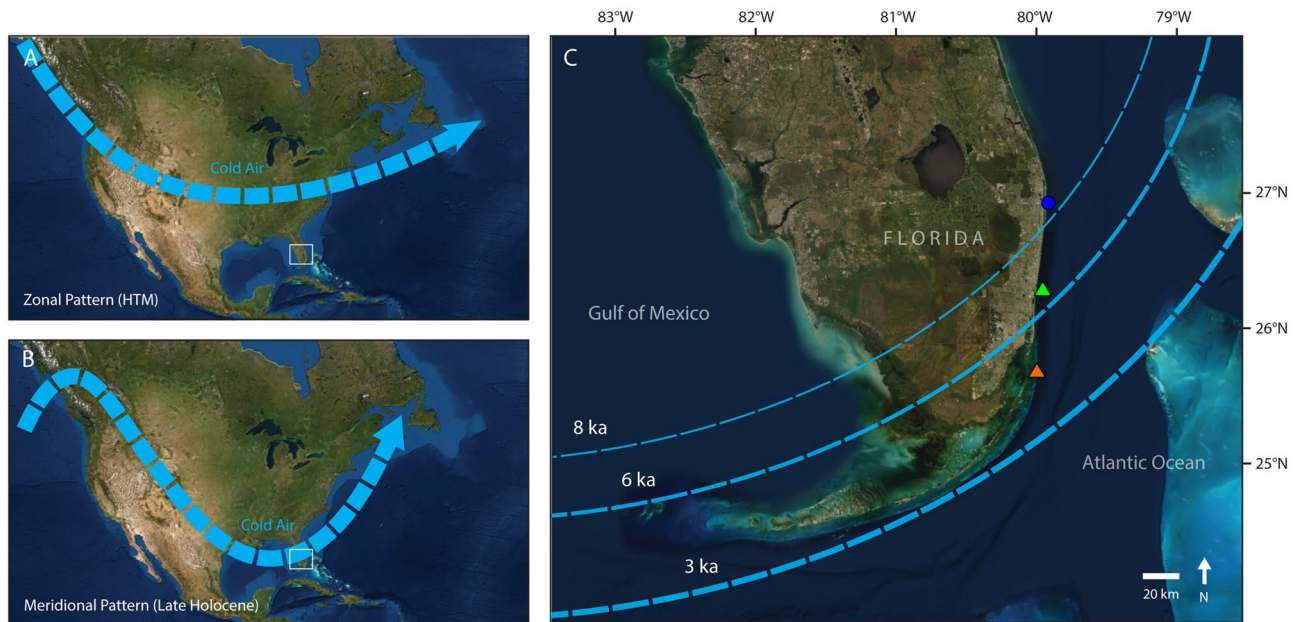 A
Cold Air
Zonal Pattern (HTM)
B
Cold Air
Meridional Pattern (Late Holocene)
83°W 82°W 81°W 80°W 79°W
C
27°N
FLORIDA
Gulf of Mexico
26°N
8 ka
Atlantic Ocean
25°N
6 ka
3 ka
20 km
N